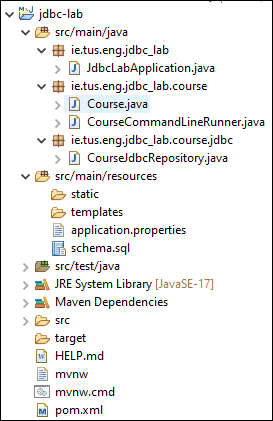 jdbc-lab
src/main/java
ie.tus.eng.jdbc_lab
JdbcLabApplication.java
ie.tus.eng.jdbc_lab.course
Course.java
CourseCommandLineRunner.java
ie.tus.eng.jdbc_lab.course.jdbc
CourseJdbcRepository.java
src/main/resources
static
templates
application.properties
schema.sql
src/test/java
JRE System Library [JavaSE-17]
Maven Dependencies
src
target
HELP.md
mvnw
mvnw.cmd
pom.xml